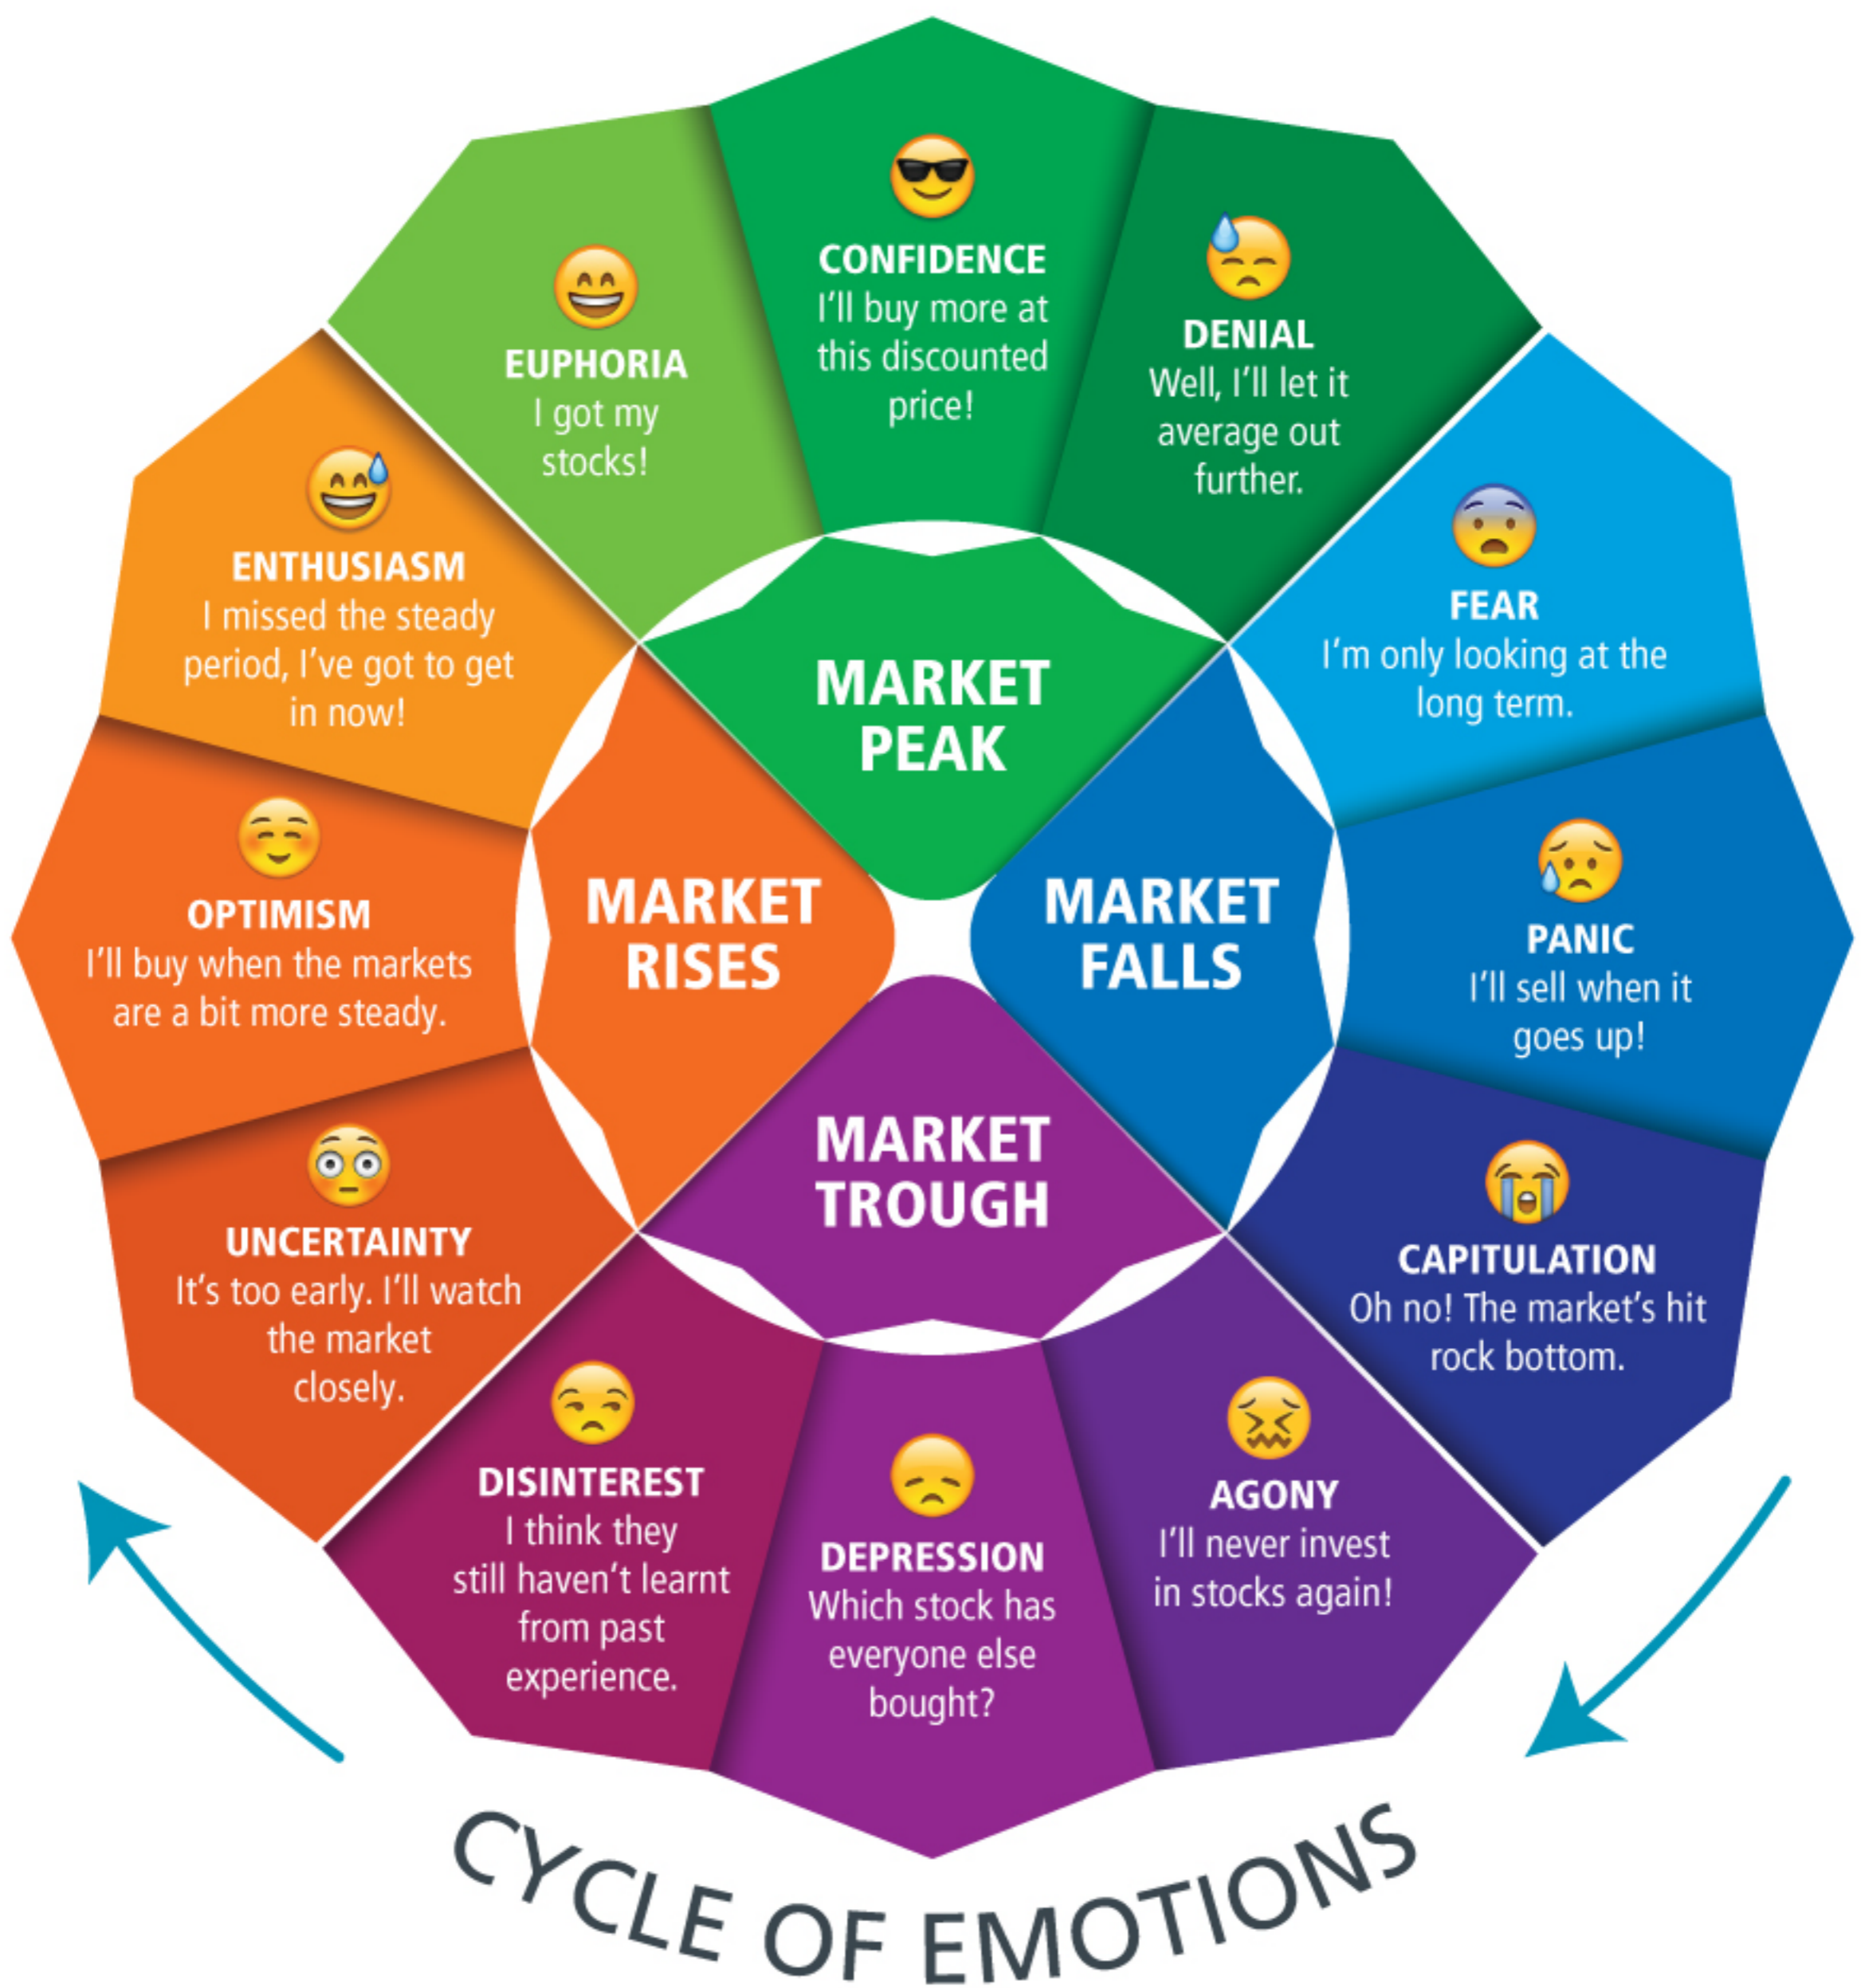 CONFIDENCE
I'll buy more at
this discounted
price!
DENIAL
Well, I'll let it
average out
further.
FEAR
I'm only looking at the
long term.
PANIC
I'll sell when it
goes up!
CAPITULATION
Oh no! The market's hit
rock bottom.
AGONY
I'll never invest
in stocks again!
DEPRESSION
Which stock has
everyone else
bought?
DISINTEREST
I think they
still haven't learnt
from past
experience.
UNCERTAINTY
It's too early. I'll watch
the market
closely.
OPTIMISM
I'll buy when the markets
are a bit more steady.
ENTHUSIASM
I missed the steady
period, I've got to get
in now!
EUPHORIA
I got my
stocks!
MARKET
PEAK
MARKET
FALLS
MARKET
TROUGH
MARKET
RISES
CYCLE OF EMOTIONS